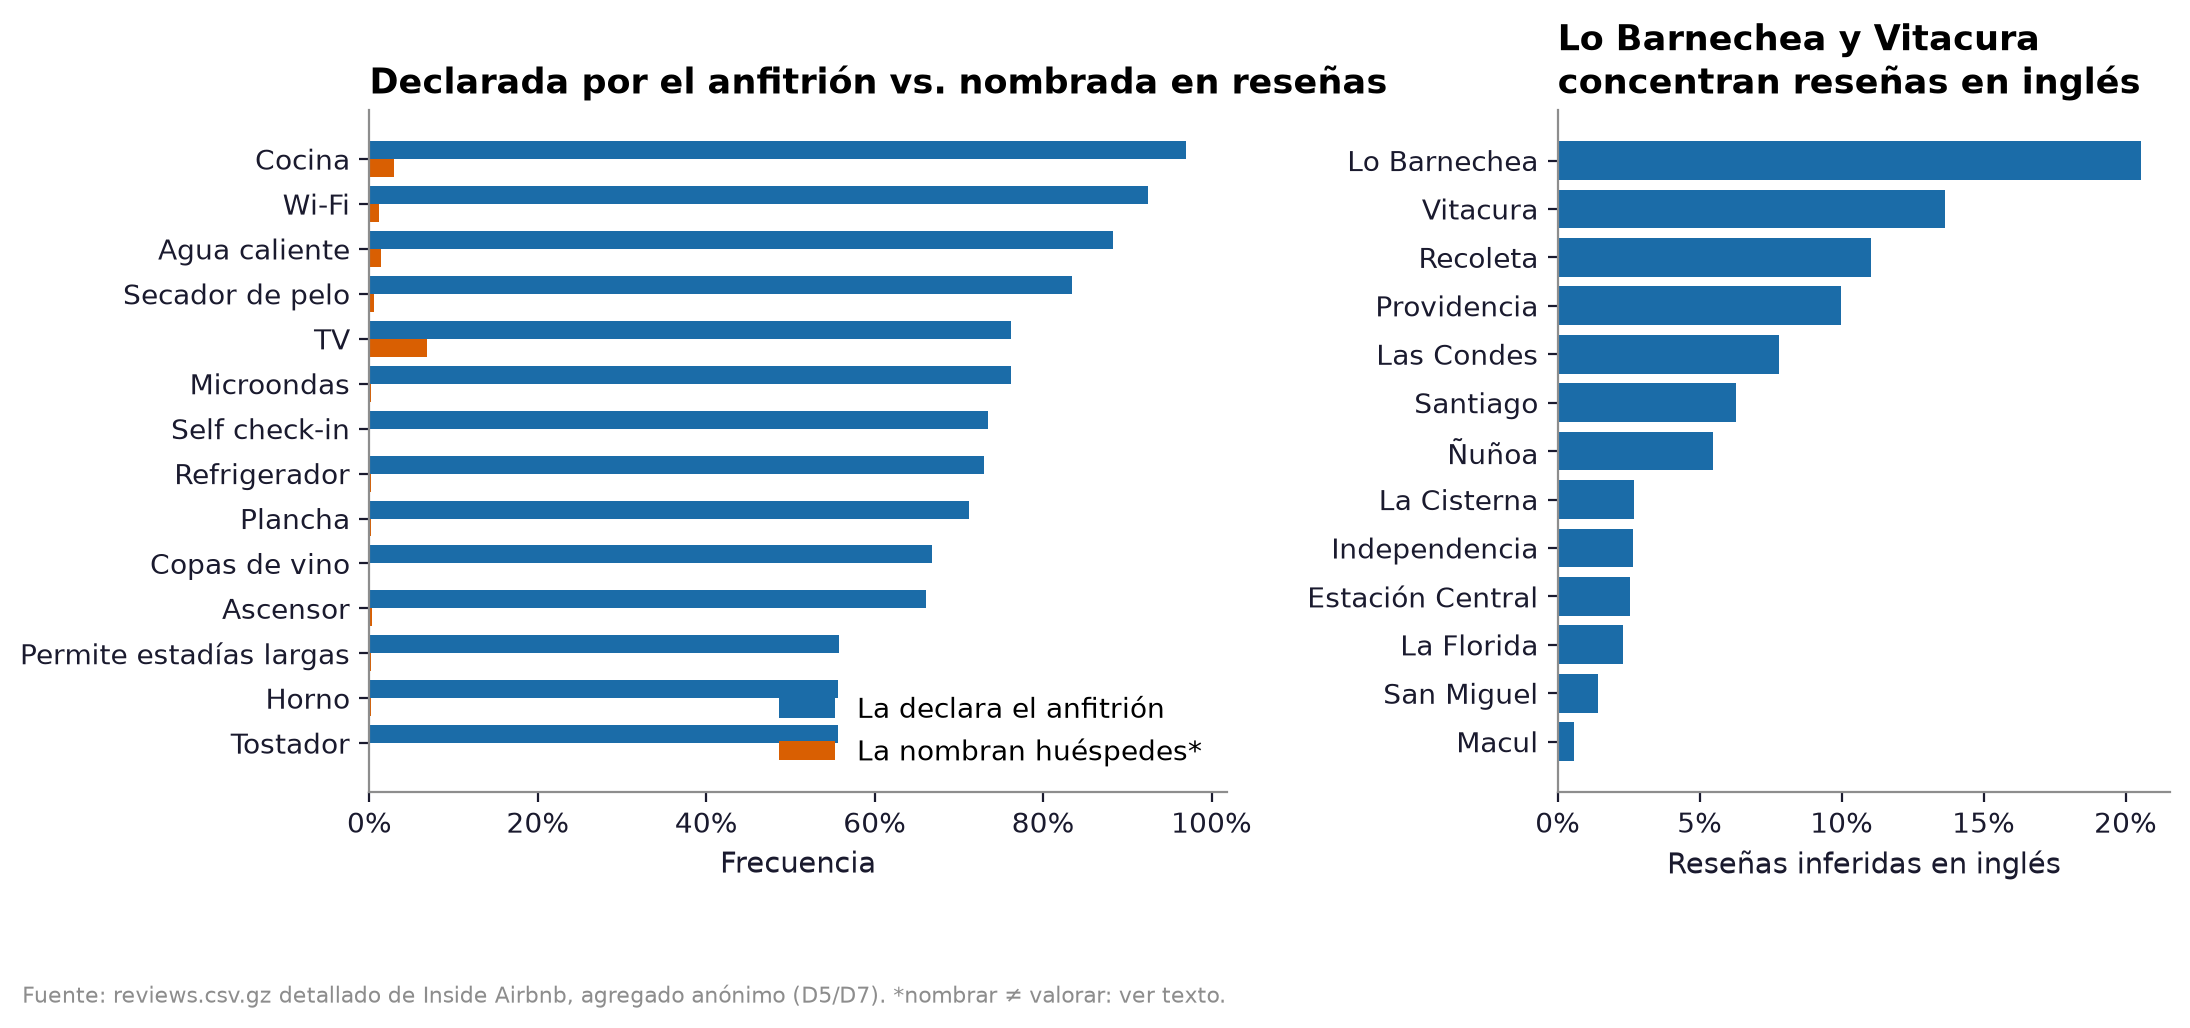 Declarada por el anfitrión vs. nombrada en reseñas
Cocina
Wi-Fi
Agua caliente
Secador de pelo
TV
Microondas
Self check-in
Refrigerador
Plancha
Copas de vino
Ascensor
Permite estadías largas
Horno
Tostador
La declara el anfitrión
La nombran huéspedes*
0% 20% 40% 60% 80% 100%
Frecuencia
Lo Barnechea y Vitacura
concentran reseñas en inglés
Lo Barnechea
Vitacura
Recoleta
Providencia
Las Condes
Santiago
Ñuñoa
La Cisterna
Independencia
Estación Central
La Florida
San Miguel
Macul
0% 5% 10% 15% 20%
Reseñas inferidas en inglés
Fuente: reviews.csv.gz detallado de Inside Airbnb, agregado anónimo (D5/D7). *nombrar ≠ valorar: ver texto.